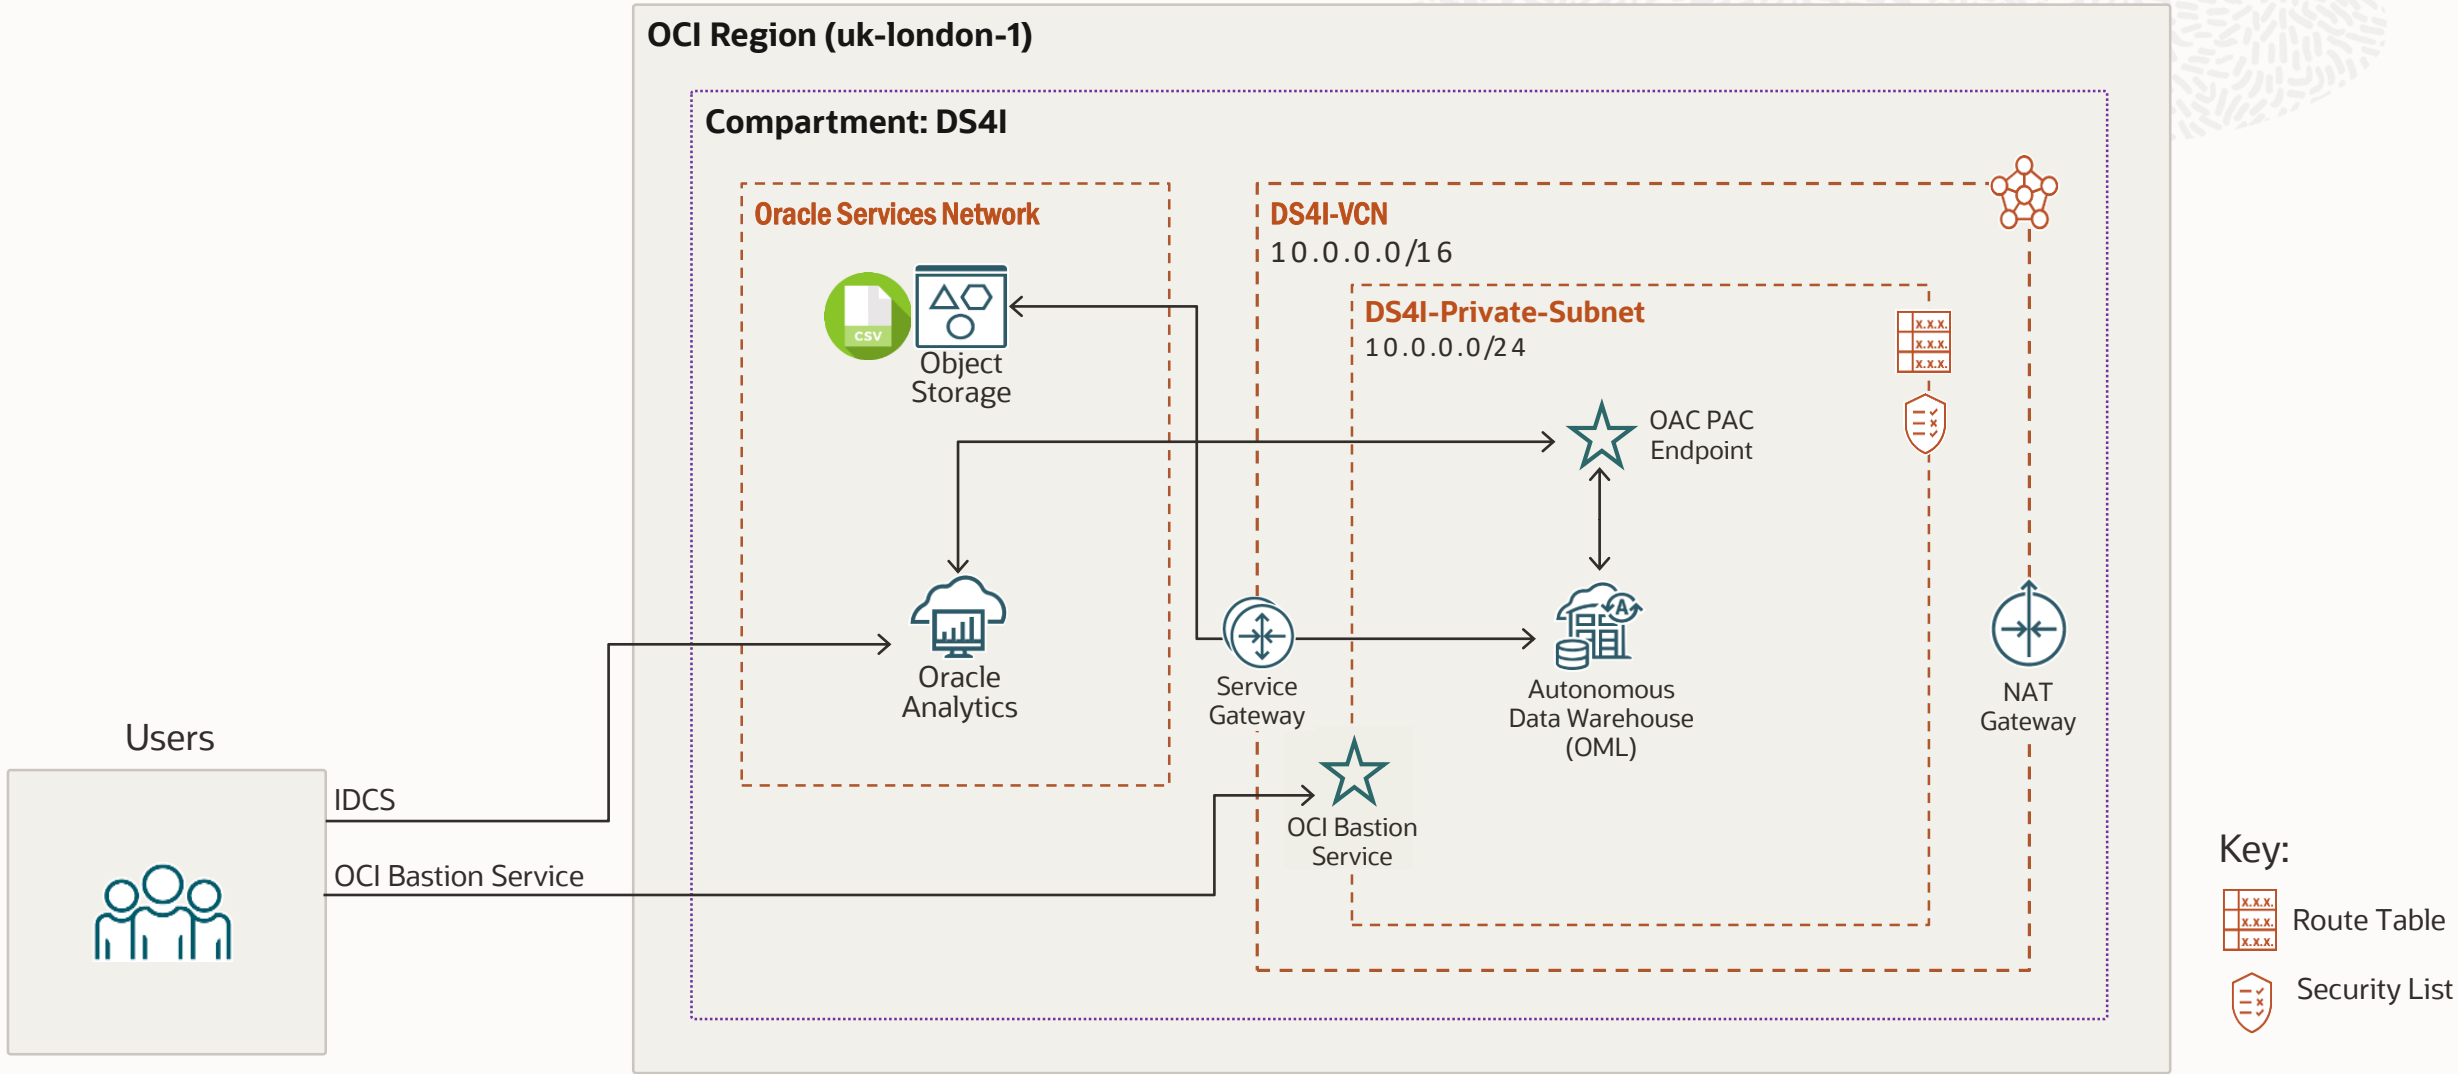 OCI Region (uk-london-1)
Compartment: DS4I
Oracle Services Network
CSV
Object
Storage
Oracle
Analytics
DS4I-VCN
10.0.0.0/16
DS4I-Private-Subnet
10.0.0.0/24
x.x.x.
x.x.x.
x.x.x.
OAC PAC
Endpoint
A
Service
Gateway
Autonomous
Data Warehouse
(OML)
NAT
Gateway
OCI Bastion
Service
Users
IDCS
OCI Bastion Service
Key:
x.x.x.
x.x.x.
x.x.x.
Route Table
Security List